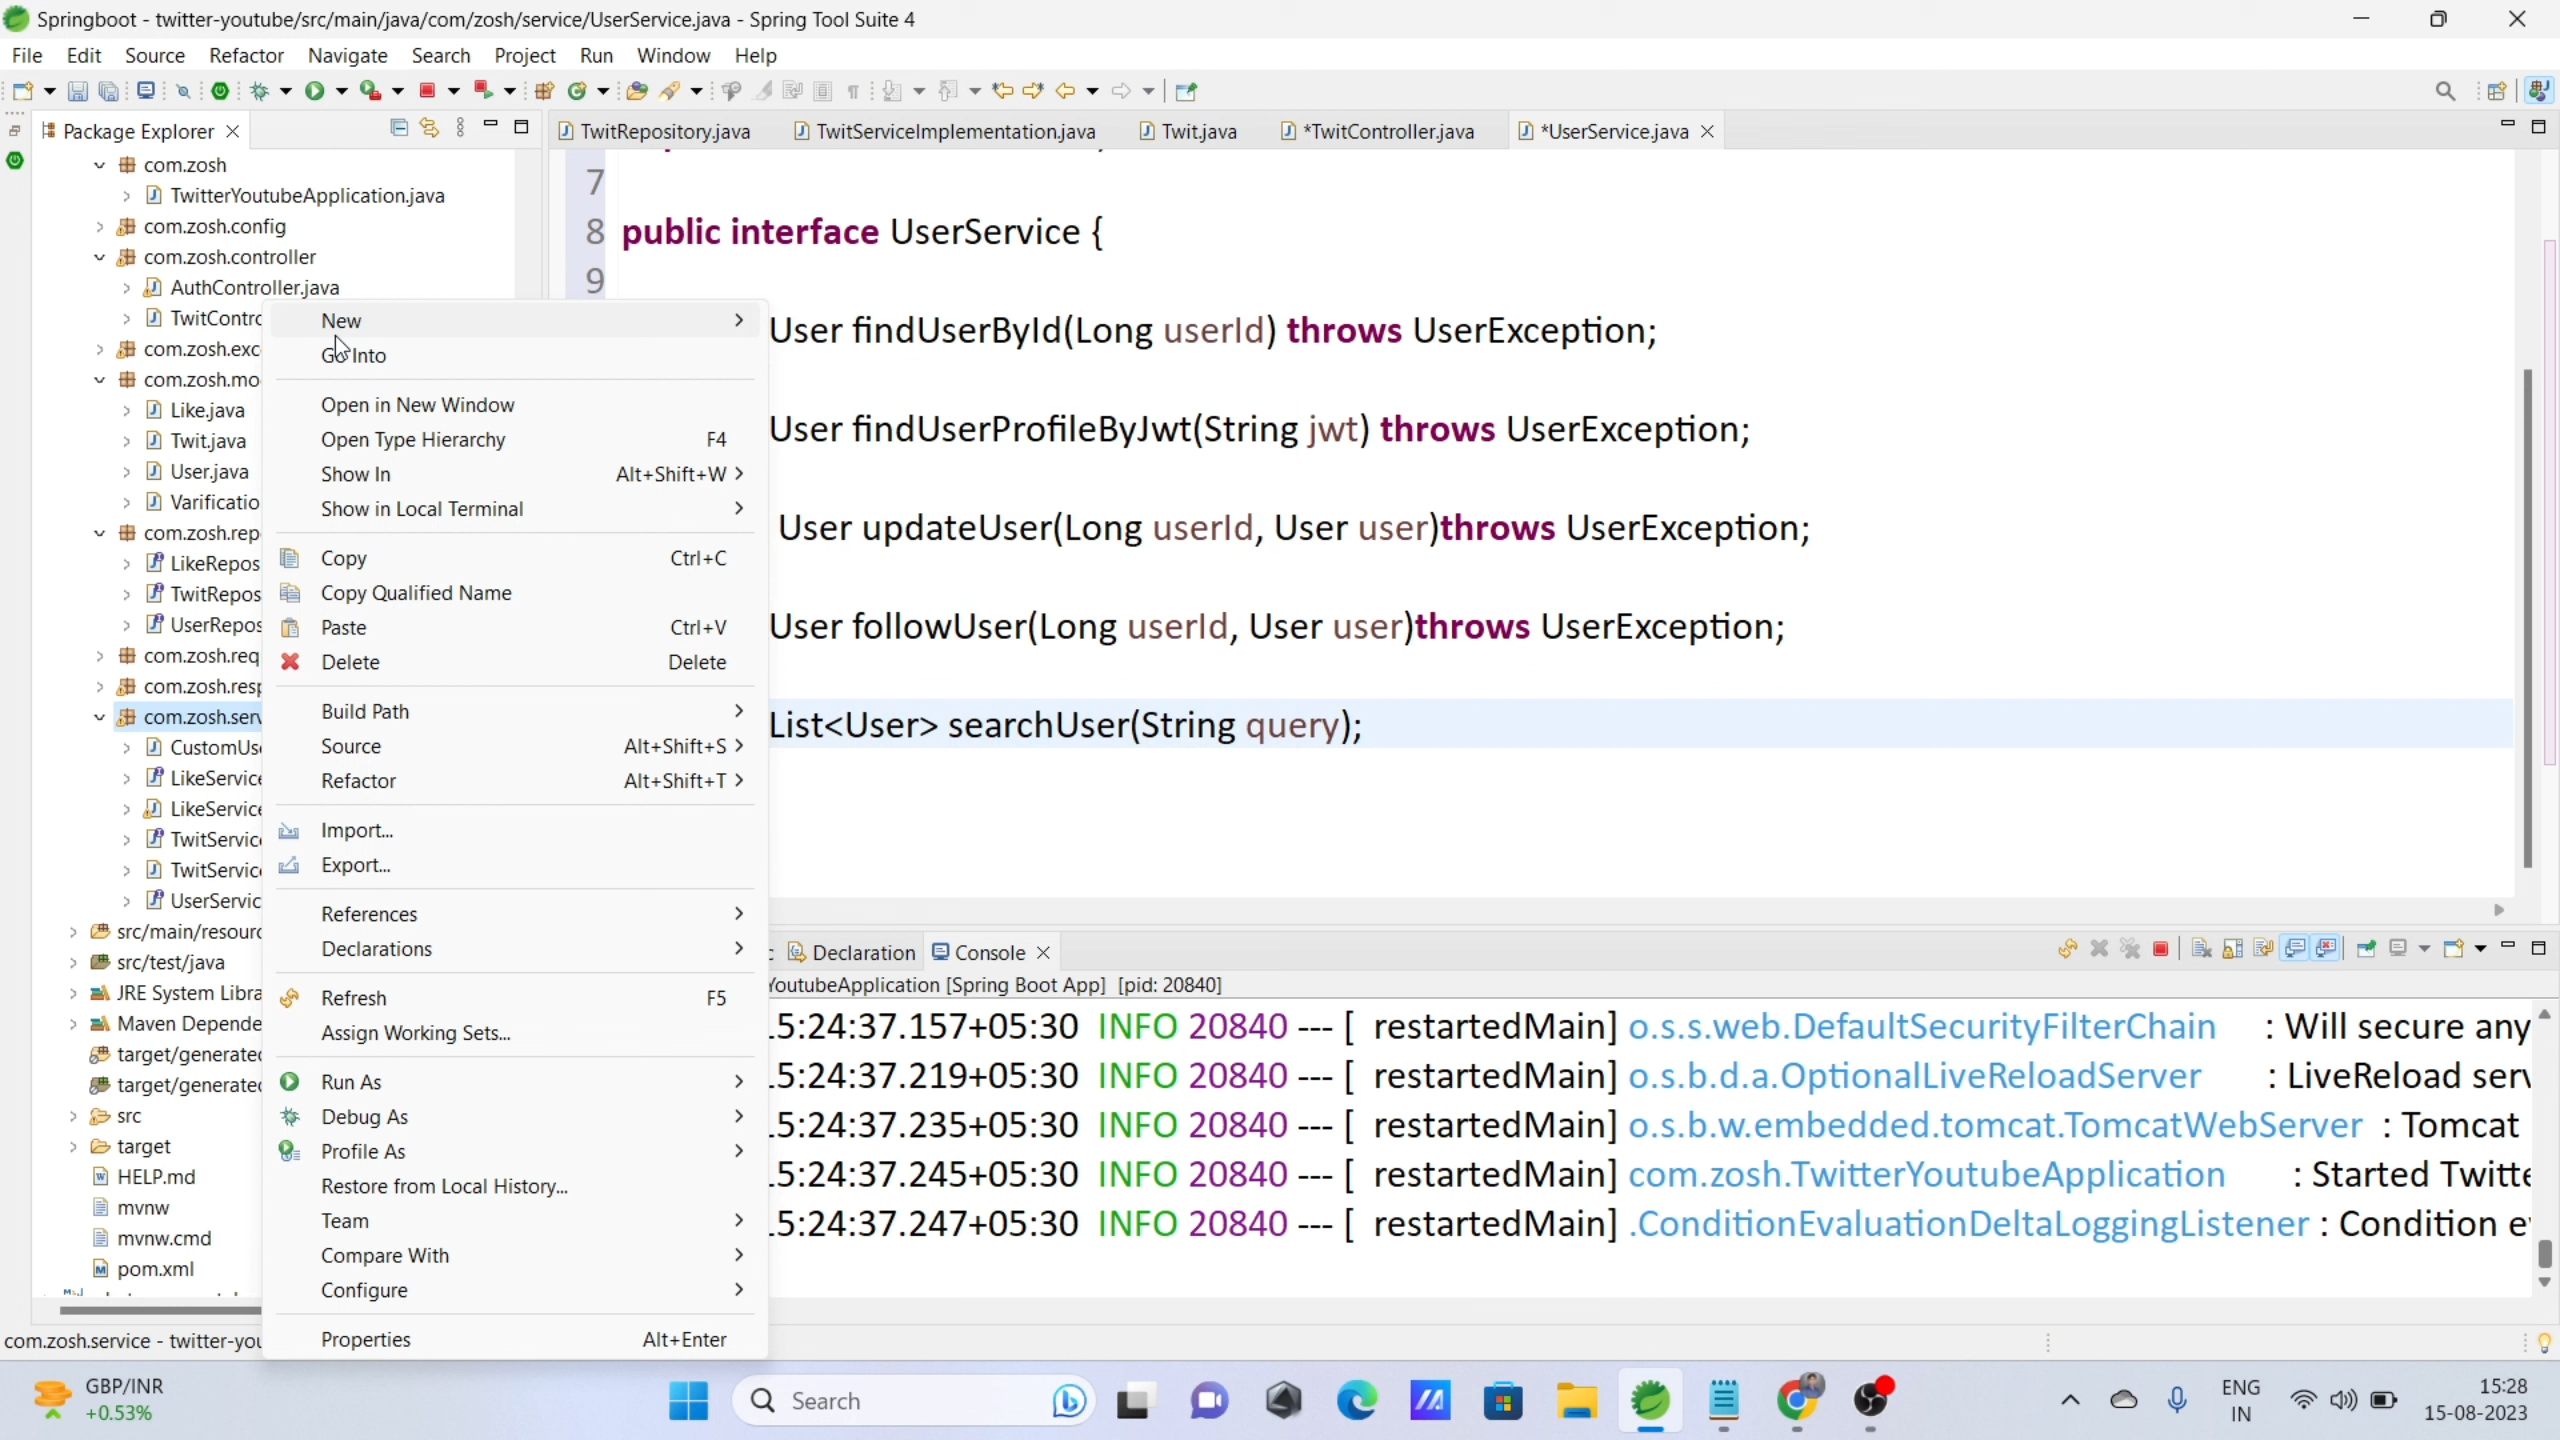 Springboot - twitter-youtube/src/main/java/com/zosh/service/UserService.java - Spring Tool Suite 4
File Edit Source Refactor Navigate Search Project Run Window Help
Package Explorer
TwitRepository.java TwitServiceImplementation.java Twit.java *TwitController.java *UserService.java
com.zosh
TwitterYoutubeApplication.java
com.zosh.config
com.zosh.controller
AuthController.java
TwitContro
com.zosh.exc
com.zosh.mo
Like.java
Twit.java
User.java
Varificatio
com.zosh.rep
LikeRepos
TwitRepos
UserRepos
com.zosh.req
com.zosh.resp
com.zosh.serv
CustomUs
LikeService
LikeService
TwitServic
TwitServic
UserServic
src/main/resourc
src/test/java
JRE System Libra
Maven Depende
target/generated
target/generated
src
target
HELP.md
mvnw
mvnw.cmd
pom.xml
New
Go Into
Open in New Window
Open Type Hierarchy F4
Show In Alt+Shift+W
Show in Local Terminal
Copy Ctrl+C
Copy Qualified Name
Paste Ctrl+V
Delete Delete
Build Path
Source Alt+Shift+S
Refactor Alt+Shift+T
Import...
Export...
References
Declarations
Refresh F5
Assign Working Sets...
Run As
Debug As
Profile As
Restore from Local History...
Team
Compare With
Configure
Properties Alt+Enter
7
8 public interface UserService {
9
User findUserById(Long userId) throws UserException;
User findUserProfileByJwt(String jwt) throws UserException;
User updateUser(Long userId, User user)throws UserException;
User followUser(Long userId, User user)throws UserException;
List<User> searchUser(String query);
Declaration Console
YoutubeApplication [Spring Boot App] [pid: 20840]
5:24:37.157+05:30 INFO 20840 --- [ restartedMain] o.s.s.web.DefaultSecurityFilterChain : Will secure any
5:24:37.219+05:30 INFO 20840 --- [ restartedMain] o.s.b.d.a.OptionalLiveReloadServer : LiveReload serv
5:24:37.235+05:30 INFO 20840 --- [ restartedMain] o.s.b.w.embedded.tomcat.TomcatWebServer : Tomcat
5:24:37.245+05:30 INFO 20840 --- [ restartedMain] com.zosh.TwitterYoutubeApplication : Started Twitte
5:24:37.247+05:30 INFO 20840 --- [ restartedMain] .ConditionEvaluationDeltaLoggingListener : Condition e
com.zosh.service - twitter-you
GBP/INR
+0.53%
Search
ENG
IN
15:28
15-08-2023